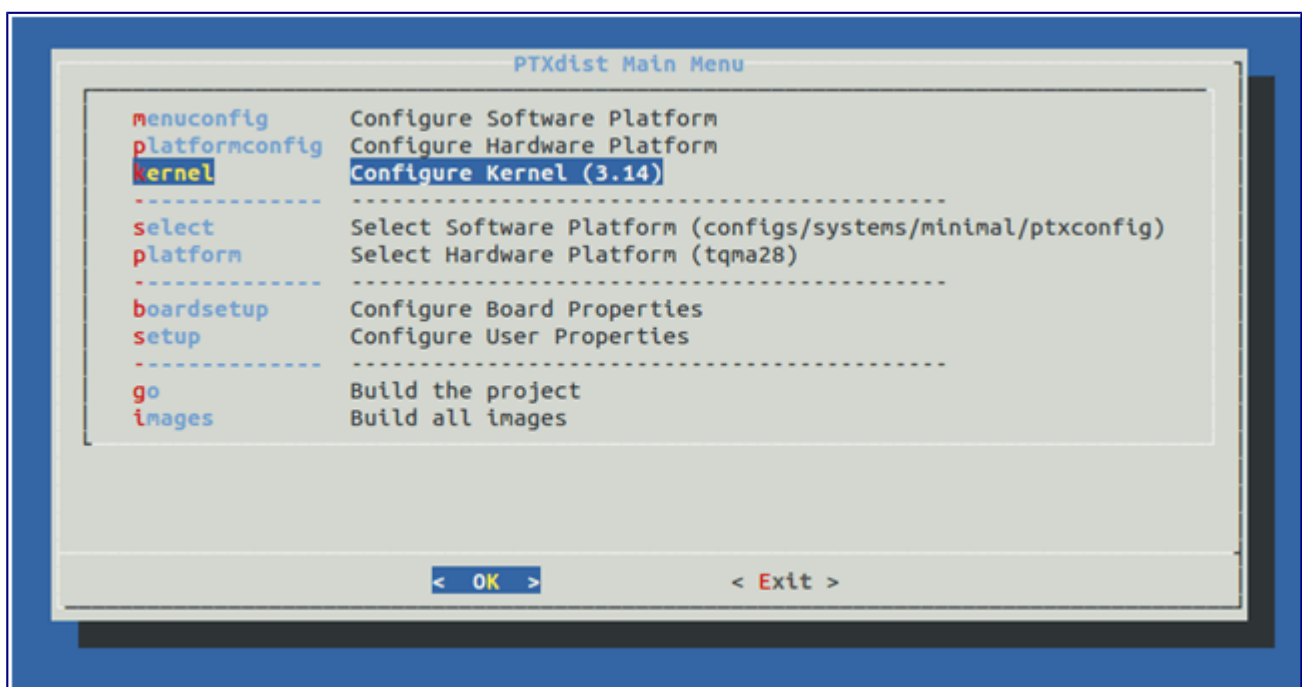 PTXdist Main Menu
menuconfig Configure Software Platform
platformconfig Configure Hardware Platform
kernel Configure Kernel (3.14)
-------------- --------------------------------------------
select Select Software Platform (configs/systems/minimal/ptxconfig)
platform Select Hardware Platform (tqma28)
-------------- --------------------------------------------
boardsetup Configure Board Properties
setup Configure User Properties
-------------- --------------------------------------------
go Build the project
images Build all images
< OK > < Exit >